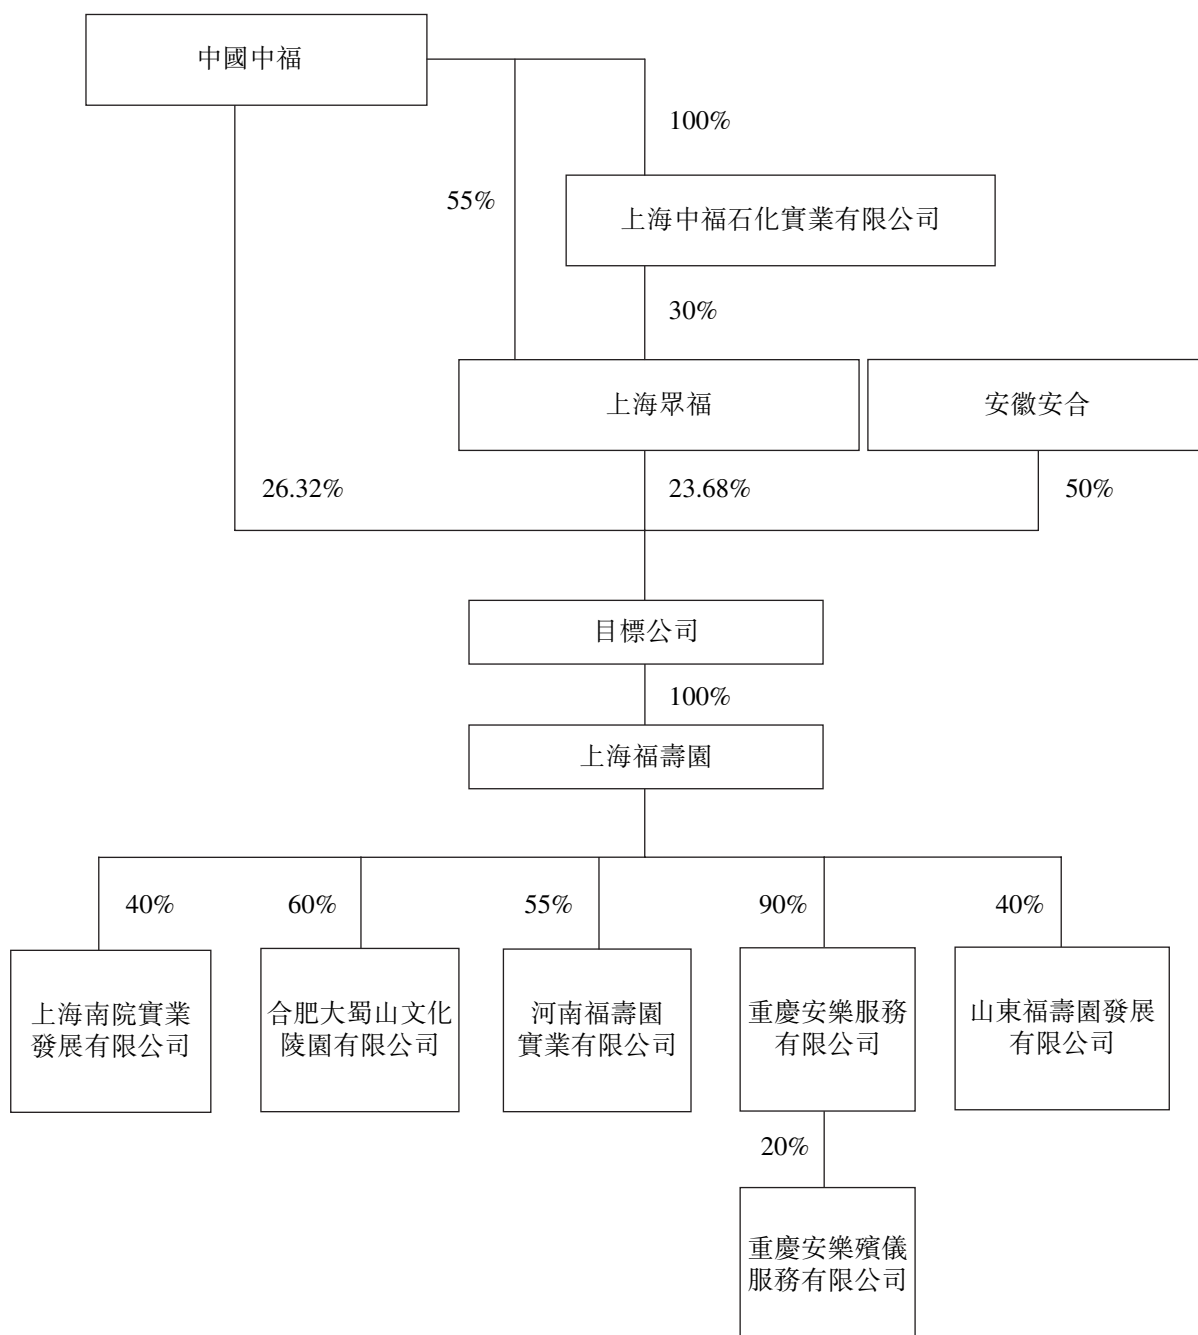 中國中福
100%
55%
上海中福石化實業有限公司
30%
上海眾福
安徽安合
26.32%
23.68%
50%
目標公司
100%
上海福壽園
40%
60%
55%
90%
40%
上海南院實業
發展有限公司
合肥大蜀山文化
陵園有限公司
河南福壽園
實業有限公司
重慶安樂服務
有限公司
山東福壽園發展
有限公司
20%
重慶安樂殯儀
服務有限公司